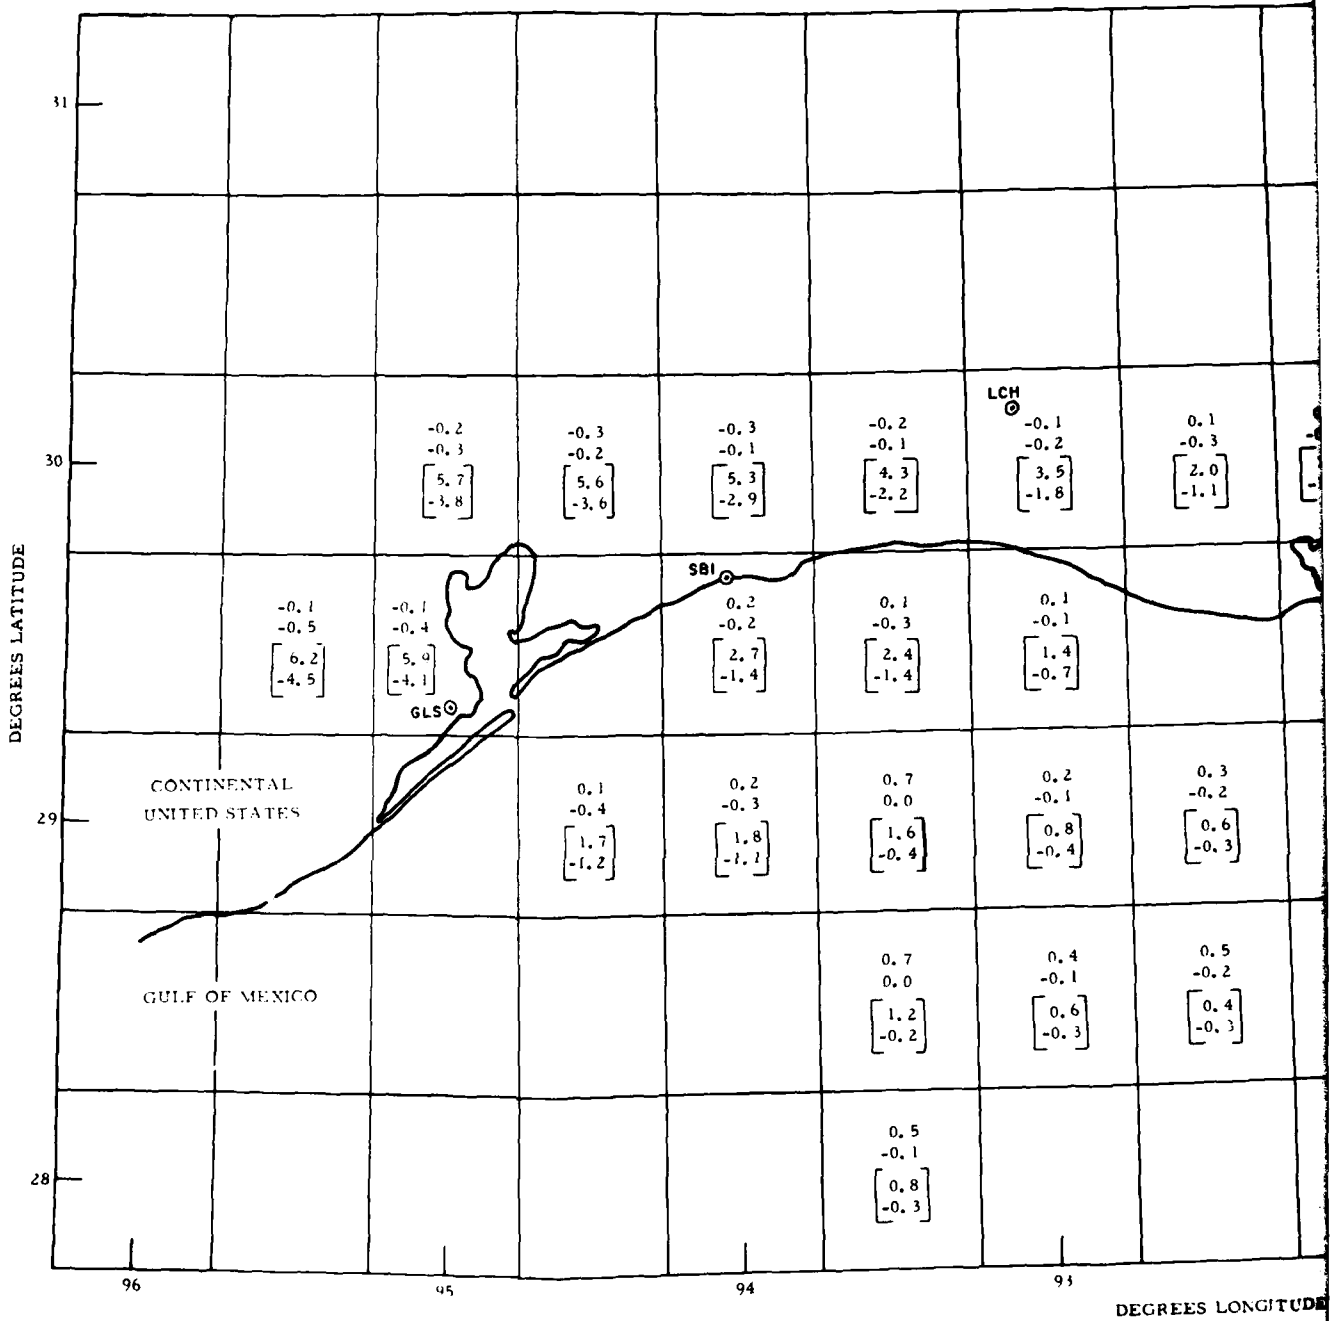 31
LCH
-0.2 -0.3 -0.3 -0.2 -0.1 0.1
-0.3 -0.2 -0.1 -0.1 -0.2 -0.3
30
5.7 5.6 5.3 4.3 3.5 2.0
-3.8 -3.6 -2.9 -2.2 -1.8 -1.1
SBI
-0.1 -0.1 0.2 0.1 0.1
-0.5 -0.4 -0.2 -0.3 -0.1
6.2 5.9 2.7 2.4 1.4
-4.5 -4.1 -1.4 -1.4 -0.7
GLS
DEGREES LATITUDE
CONTINENTAL
UNITED STATES
0.1 0.2 0.7 0.2 0.3
-0.4 -0.3 0.0 -0.1 -0.2
29
1.7 1.8 1.6 0.8 0.6
-1.2 -1.1 -0.4 -0.4 -0.3
GULF OF MEXICO
0.7 0.4 0.5
0.0 -0.1 -0.2
1.2 0.6 0.4
-0.2 -0.3 -0.3
0.5
-0.1
28
0.8
-0.3
96 95 94 93
DEGREES LONGITUDE